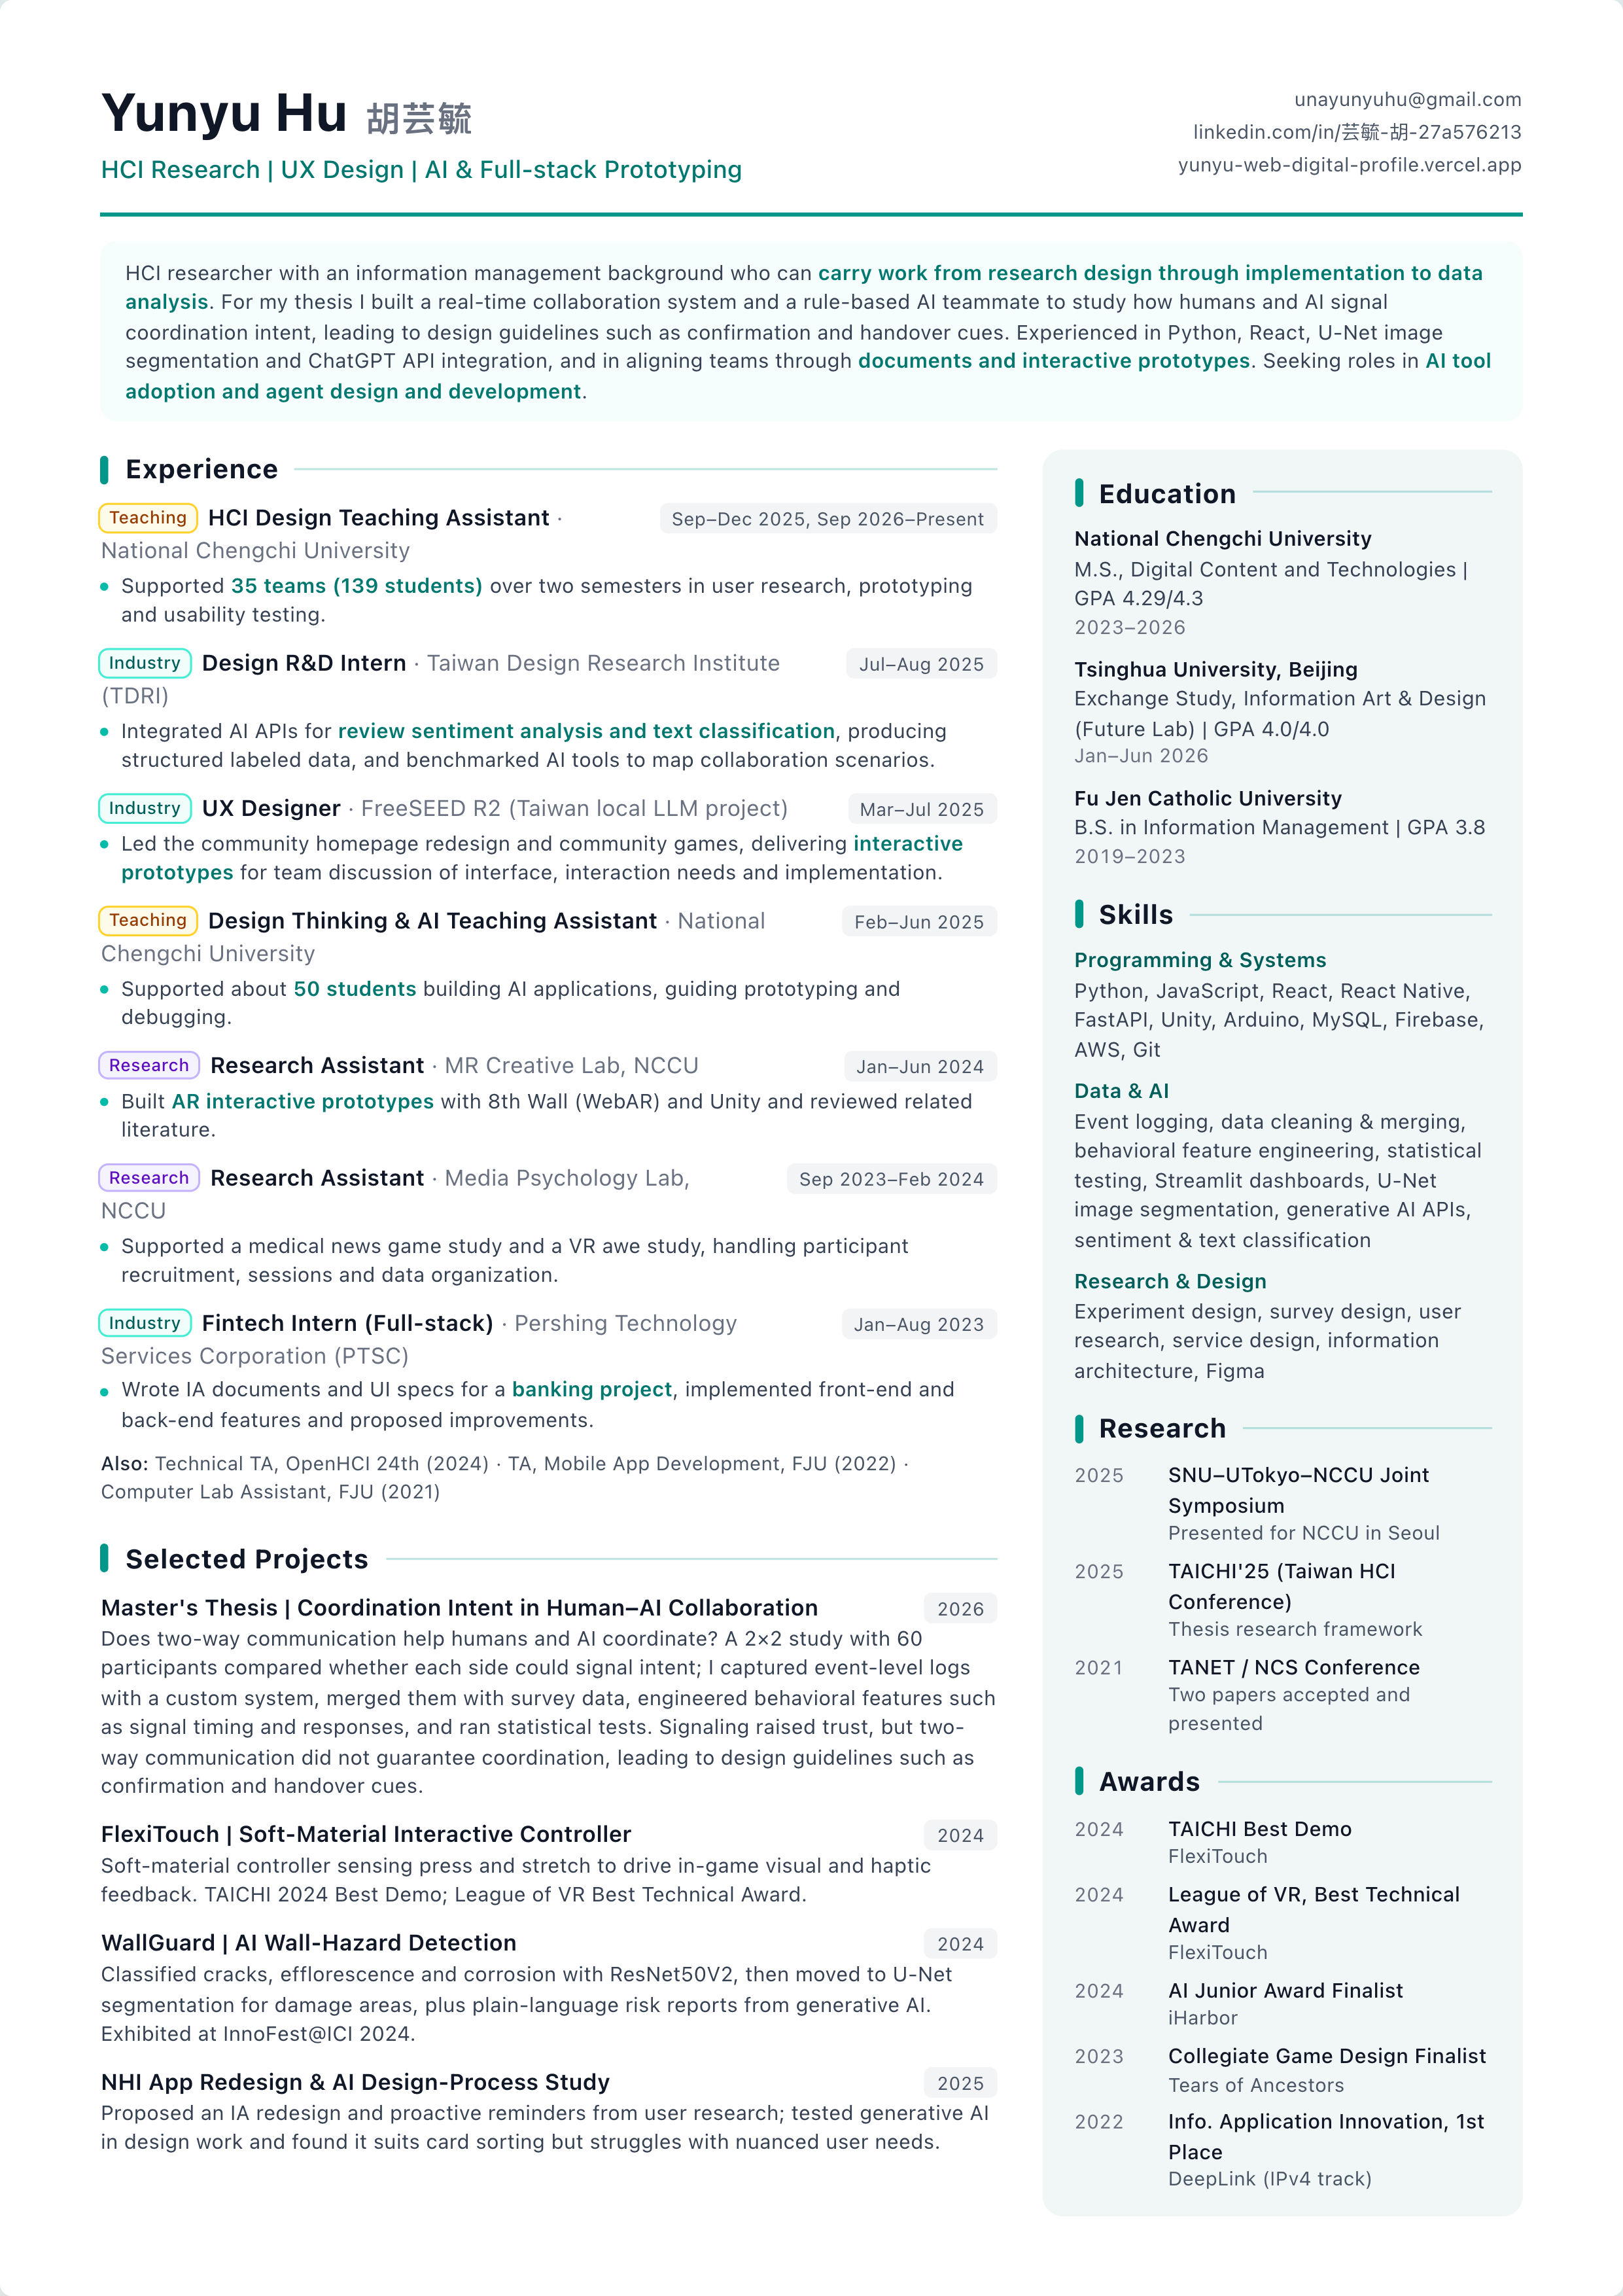 Yunyu Hu 胡芸毓
HCI Research | UX Design | AI & Full-stack Prototyping
unayunyuhu@gmail.com
linkedin.com/in/芸毓-胡-27a576213
yunyu-web-digital-profile.vercel.app
HCI researcher with an information management background who can carry work from research design through implementation to data
analysis. For my thesis I built a real-time collaboration system and a rule-based AI teammate to study how humans and AI signal
coordination intent, leading to design guidelines such as confirmation and handover cues. Experienced in Python, React, U-Net image
segmentation and ChatGPT API integration, and in aligning teams through documents and interactive prototypes. Seeking roles in AI tool
adoption and agent design and development.
Experience
Teaching HCI Design Teaching Assistant · Sep–Dec 2025, Sep 2026–Present
National Chengchi University
• Supported 35 teams (139 students) over two semesters in user research, prototyping
and usability testing.
Industry Design R&D Intern · Taiwan Design Research Institute Jul–Aug 2025
(TDRI)
• Integrated AI APIs for review sentiment analysis and text classification, producing
structured labeled data, and benchmarked AI tools to map collaboration scenarios.
Industry UX Designer · FreeSEED R2 (Taiwan local LLM project) Mar–Jul 2025
• Led the community homepage redesign and community games, delivering interactive
prototypes for team discussion of interface, interaction needs and implementation.
Teaching Design Thinking & AI Teaching Assistant · National Feb–Jun 2025
Chengchi University
• Supported about 50 students building AI applications, guiding prototyping and
debugging.
Research Research Assistant · MR Creative Lab, NCCU Jan–Jun 2024
• Built AR interactive prototypes with 8th Wall (WebAR) and Unity and reviewed related
literature.
Research Research Assistant · Media Psychology Lab, Sep 2023–Feb 2024
NCCU
• Supported a medical news game study and a VR awe study, handling participant
recruitment, sessions and data organization.
Industry Fintech Intern (Full-stack) · Pershing Technology Jan–Aug 2023
Services Corporation (PTSC)
• Wrote IA documents and UI specs for a banking project, implemented front-end and
back-end features and proposed improvements.
Also: Technical TA, OpenHCI 24th (2024) · TA, Mobile App Development, FJU (2022) ·
Computer Lab Assistant, FJU (2021)
Selected Projects
Master's Thesis | Coordination Intent in Human–AI Collaboration 2026
Does two-way communication help humans and AI coordinate? A 2×2 study with 60
participants compared whether each side could signal intent; I captured event-level logs
with a custom system, merged them with survey data, engineered behavioral features such
as signal timing and responses, and ran statistical tests. Signaling raised trust, but two-
way communication did not guarantee coordination, leading to design guidelines such as
confirmation and handover cues.
FlexiTouch | Soft-Material Interactive Controller 2024
Soft-material controller sensing press and stretch to drive in-game visual and haptic
feedback. TAICHI 2024 Best Demo; League of VR Best Technical Award.
WallGuard | AI Wall-Hazard Detection 2024
Classified cracks, efflorescence and corrosion with ResNet50V2, then moved to U-Net
segmentation for damage areas, plus plain-language risk reports from generative AI.
Exhibited at InnoFest@ICI 2024.
NHI App Redesign & AI Design-Process Study 2025
Proposed an IA redesign and proactive reminders from user research; tested generative AI
in design work and found it suits card sorting but struggles with nuanced user needs.
Education
National Chengchi University
M.S., Digital Content and Technologies |
GPA 4.29/4.3
2023–2026
Tsinghua University, Beijing
Exchange Study, Information Art & Design
(Future Lab) | GPA 4.0/4.0
Jan–Jun 2026
Fu Jen Catholic University
B.S. in Information Management | GPA 3.8
2019–2023
Skills
Programming & Systems
Python, JavaScript, React, React Native,
FastAPI, Unity, Arduino, MySQL, Firebase,
AWS, Git
Data & AI
Event logging, data cleaning & merging,
behavioral feature engineering, statistical
testing, Streamlit dashboards, U-Net
image segmentation, generative AI APIs,
sentiment & text classification
Research & Design
Experiment design, survey design, user
research, service design, information
architecture, Figma
Research
2025 SNU–UTokyo–NCCU Joint
Symposium
Presented for NCCU in Seoul
2025 TAICHI'25 (Taiwan HCI
Conference)
Thesis research framework
2021 TANET / NCS Conference
Two papers accepted and
presented
Awards
2024 TAICHI Best Demo
FlexiTouch
2024 League of VR, Best Technical
Award
FlexiTouch
2024 AI Junior Award Finalist
iHarbor
2023 Collegiate Game Design Finalist
Tears of Ancestors
2022 Info. Application Innovation, 1st
Place
DeepLink (IPv4 track)